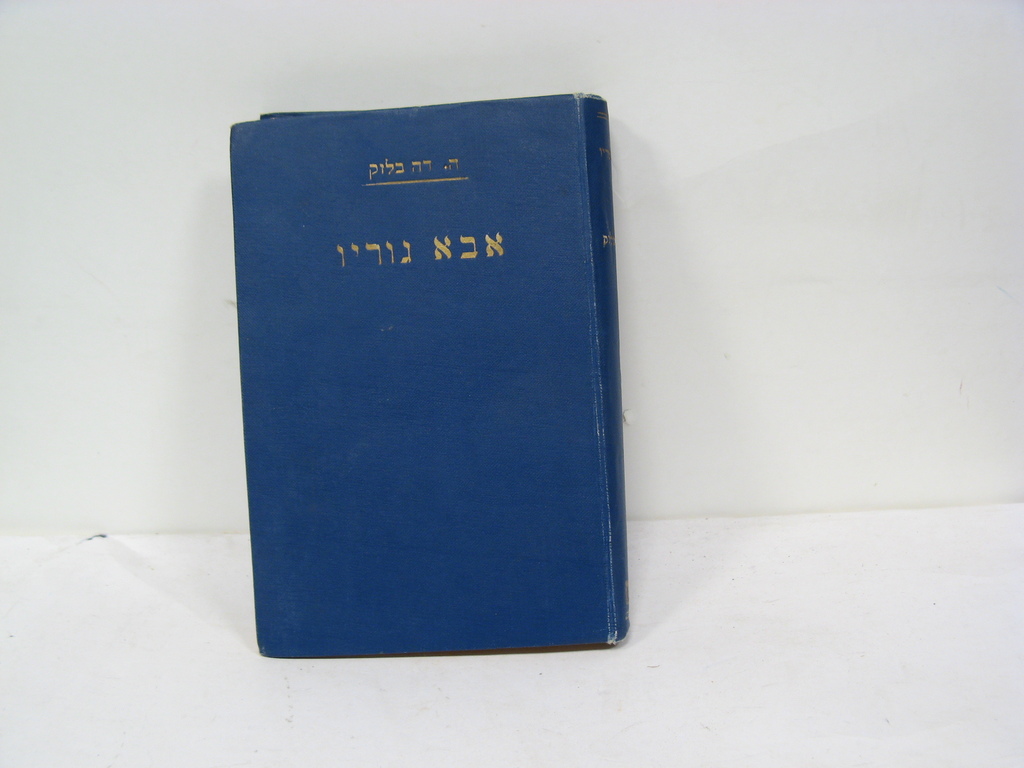 ה. דה בלזק
אבא גוריו